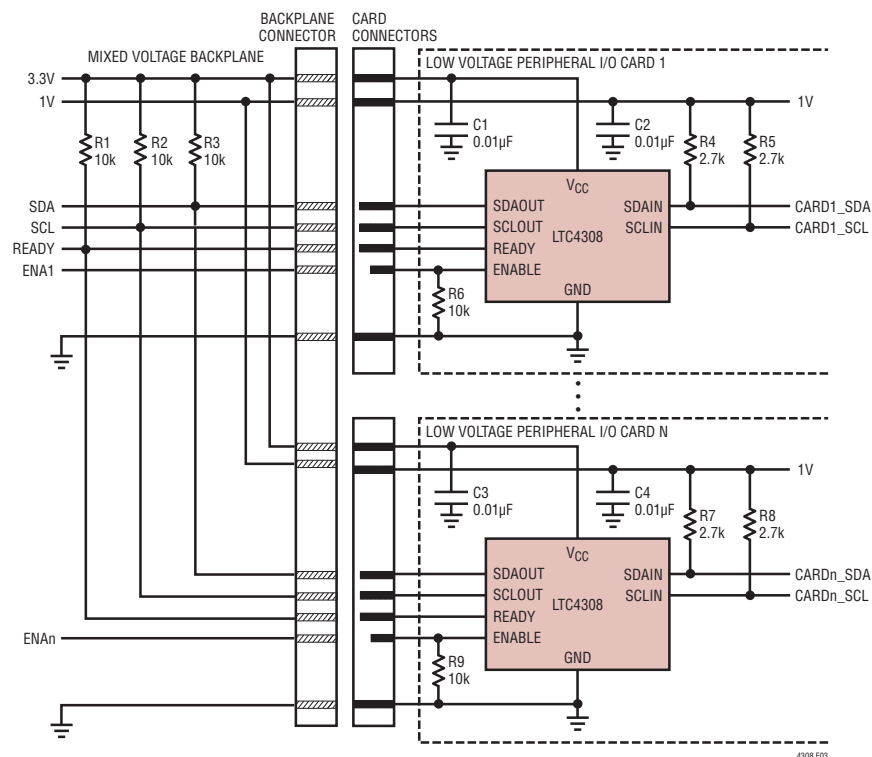 BACKPLANE CONNECTOR
CARD CONNECTORS
MIXED VOLTAGE BACKPLANE
3.3V
1V
R1
10k
R2
10k
R3
10k
SDA
SCL
READY
ENA1
LOW VOLTAGE PERIPHERAL I/O CARD 1
C1
0.01µF
C2
0.01µF
R4
2.7k
R5
2.7k
1V
VCC
SDAOUT
SCLOUT
READY
ENABLE
LTC4308
SDAIN
SCLIN
GND
CARD1_SDA
CARD1_SCL
R6
10k
LOW VOLTAGE PERIPHERAL I/O CARD N
C3
0.01µF
C4
0.01µF
R7
2.7k
R8
2.7k
1V
VCC
SDAOUT
SCLOUT
READY
ENABLE
LTC4308
SDAIN
SCLIN
GND
CARDn_SDA
CARDn_SCL
ENAn
R9
10k
4308 F03